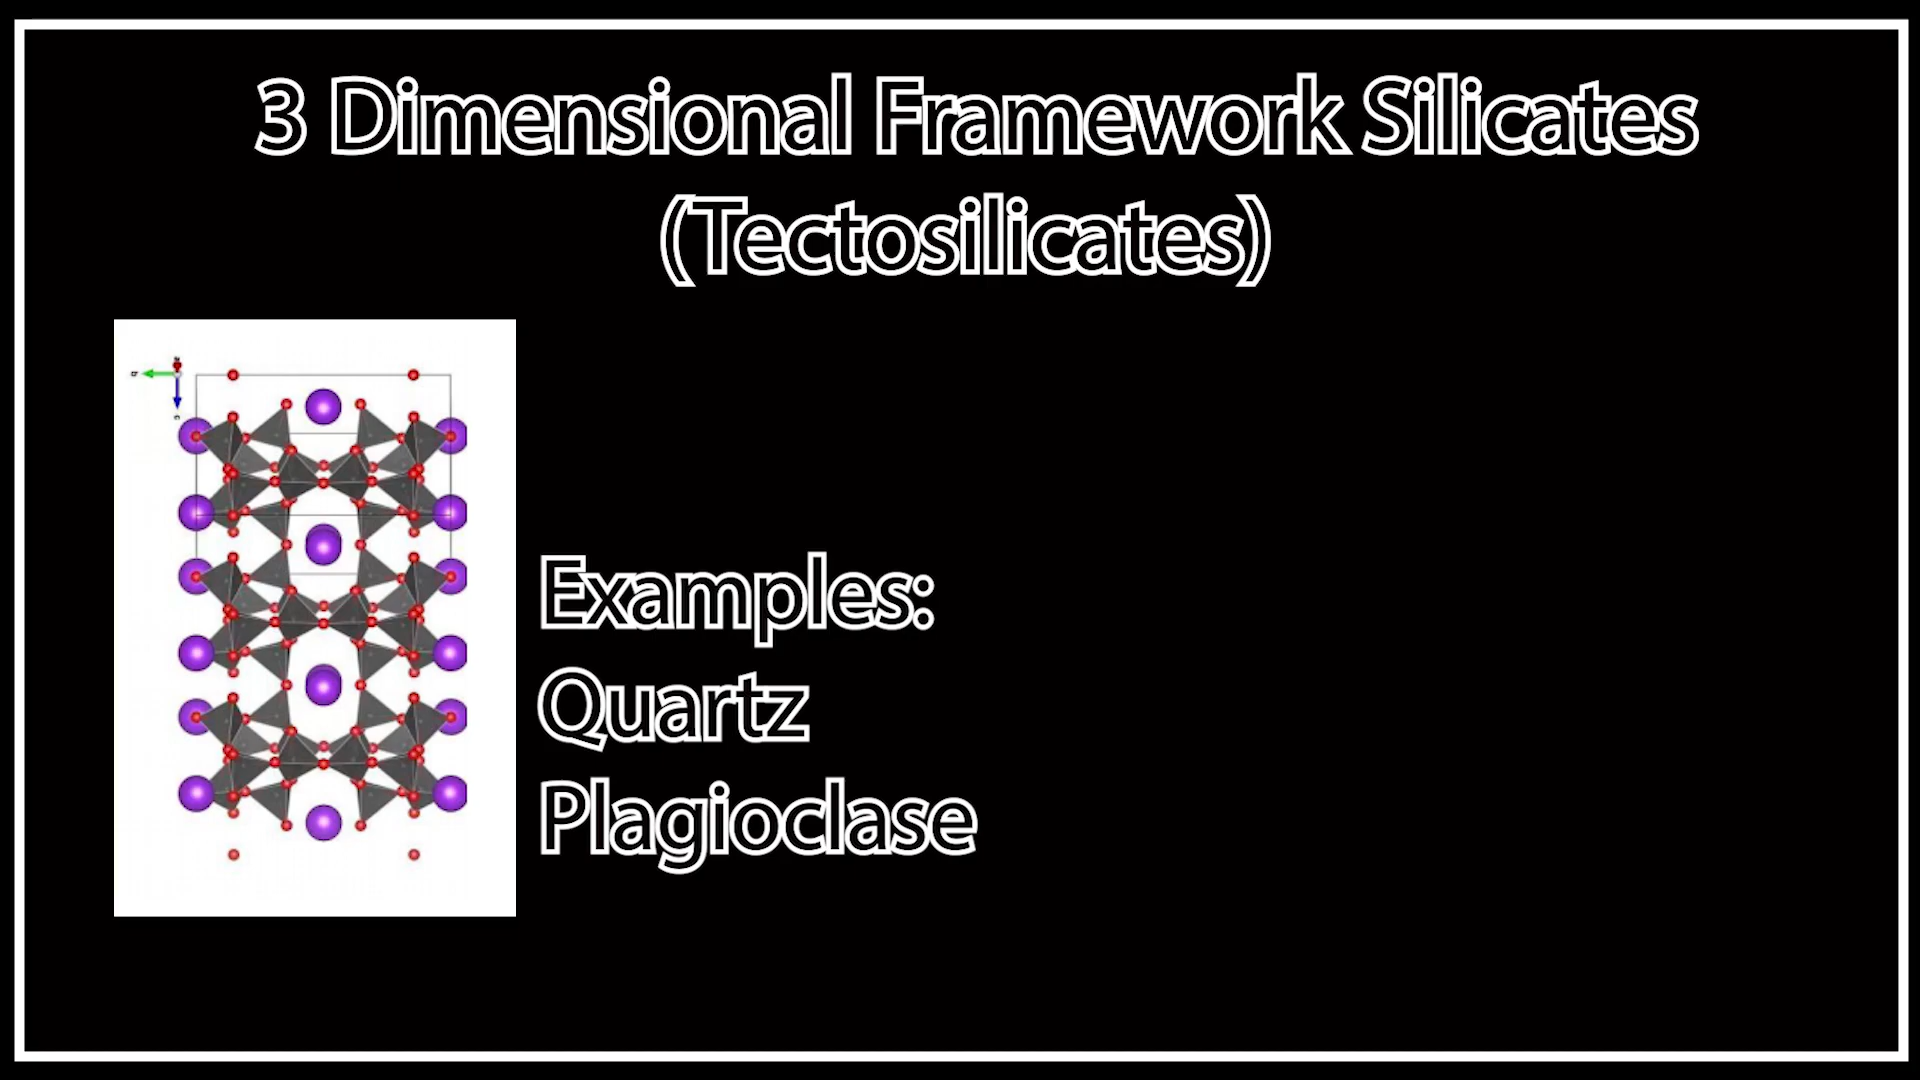 3 Dimensional Framework Silicates
(Tectosilicates)
Examples:
Quartz
Plagioclase